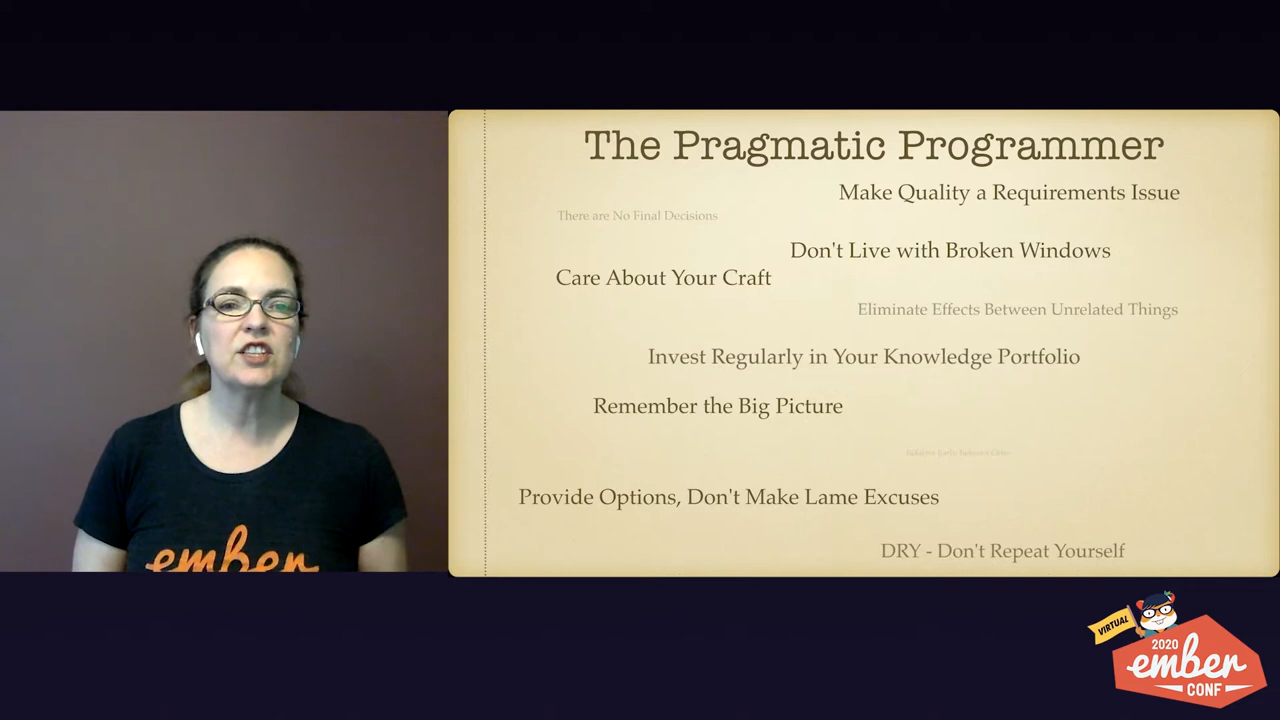 The Pragmatic Programmer
Make Quality a Requirements Issue
There are No Final Decisions
Don't Live with Broken Windows
Care About Your Craft
Eliminate Effects Between Unrelated Things
Invest Regularly in Your Knowledge Portfolio
Remember the Big Picture
Provide Options, Don't Make Lame Excuses
DRY - Don't Repeat Yourself
ember
VIRTUAL
2020
ember
CONF